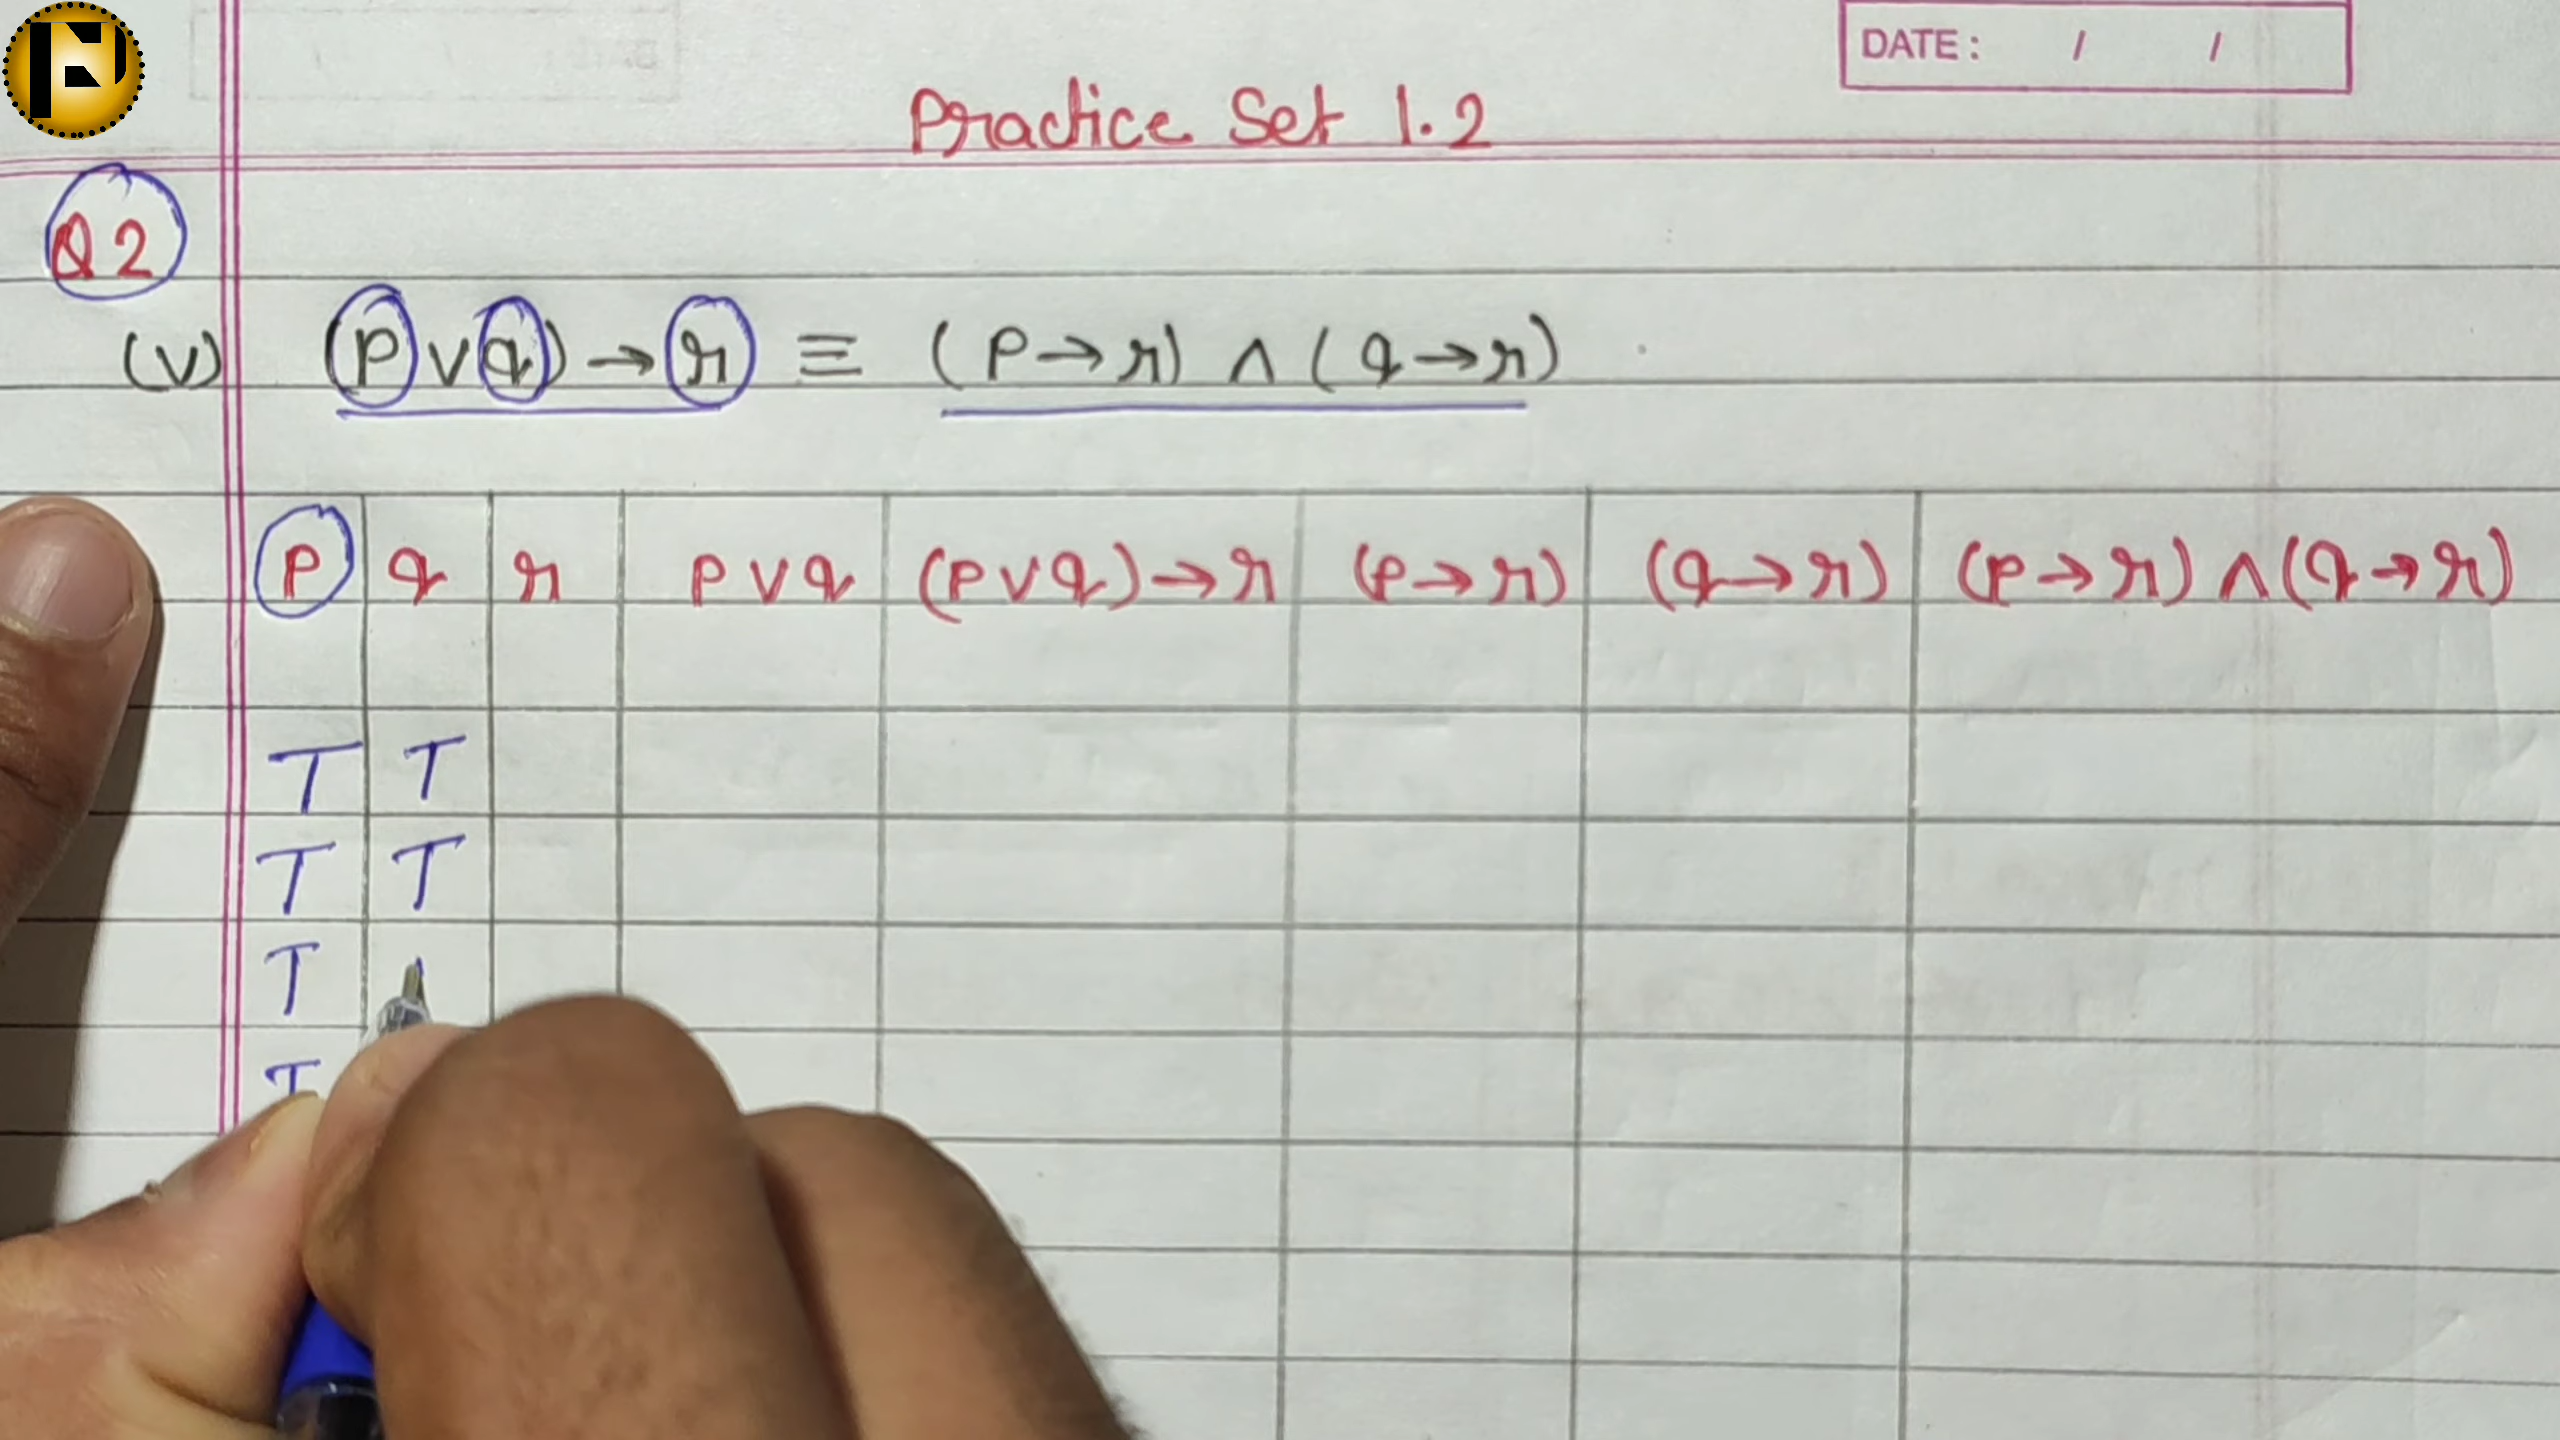 DATE: / /
Practice Set 1.2
Q2
(v) (p∨q)→r ≡ (p→r) ∧ (q→r)
p q r p∨q (p∨q)→r (p→r) (q→r) (p→r)∧(q→r)
T T
T T
T
T